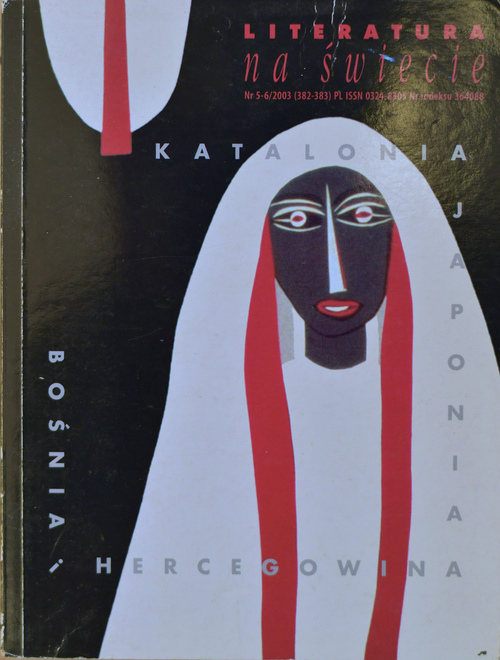 LITERATURA
na świecie
Nr 5-6/2003 (382-383) PL ISSN 0324-8305 Nr indeksu 364088
KATALONIA
JAPONIA
BOŚNIA i
HERCEGOWINA